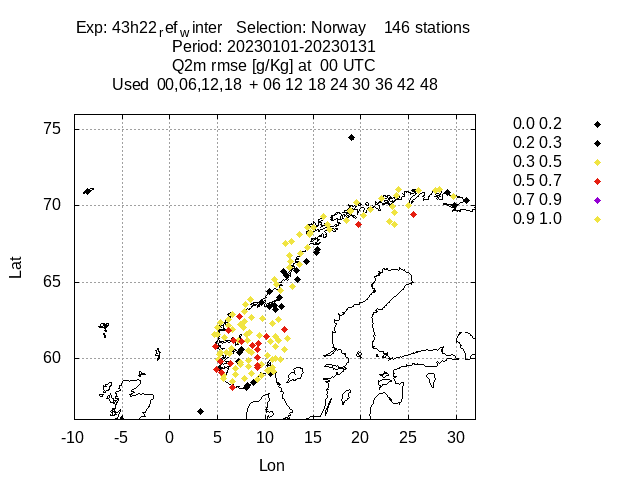 Exp: 43h22ref_winter   Selection: Norway    146 stations
Period: 20230101-20230131
Q2m rmse [g/Kg] at  00 UTC
Used  00,06,12,18  + 06 12 18 24 30 36 42 48
0.0 0.2
0.2 0.3
0.3 0.5
0.5 0.7
0.7 0.9
0.9 1.0
75
70
65
60
Lat
-10 -5 0 5 10 15 20 25 30
Lon